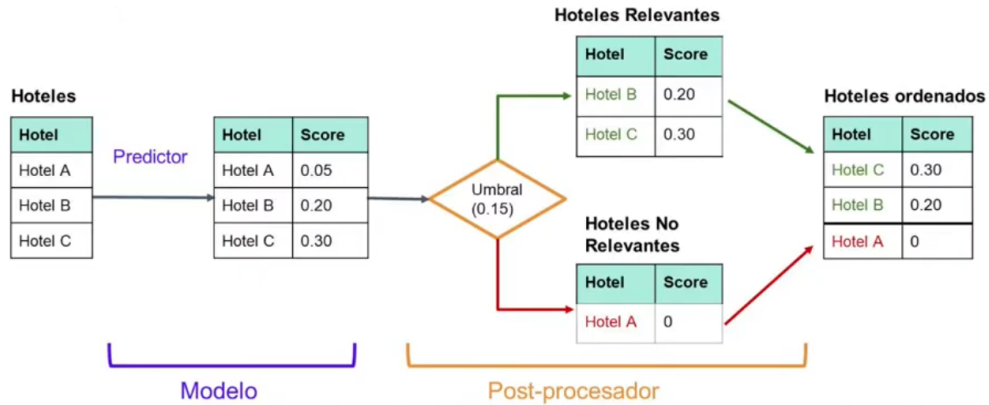 Hoteles
Hotel
Hotel A
Hotel B
Hotel C
Predictor
Hotel Score
Hotel A 0.05
Hotel B 0.20
Hotel C 0.30
Modelo
Umbral
(0.15)
Hoteles Relevantes
Hotel Score
Hotel B 0.20
Hotel C 0.30
Hoteles No
Relevantes
Hotel Score
Hotel A 0
Post-procesador
Hoteles ordenados
Hotel Score
Hotel C 0.30
Hotel B 0.20
Hotel A 0